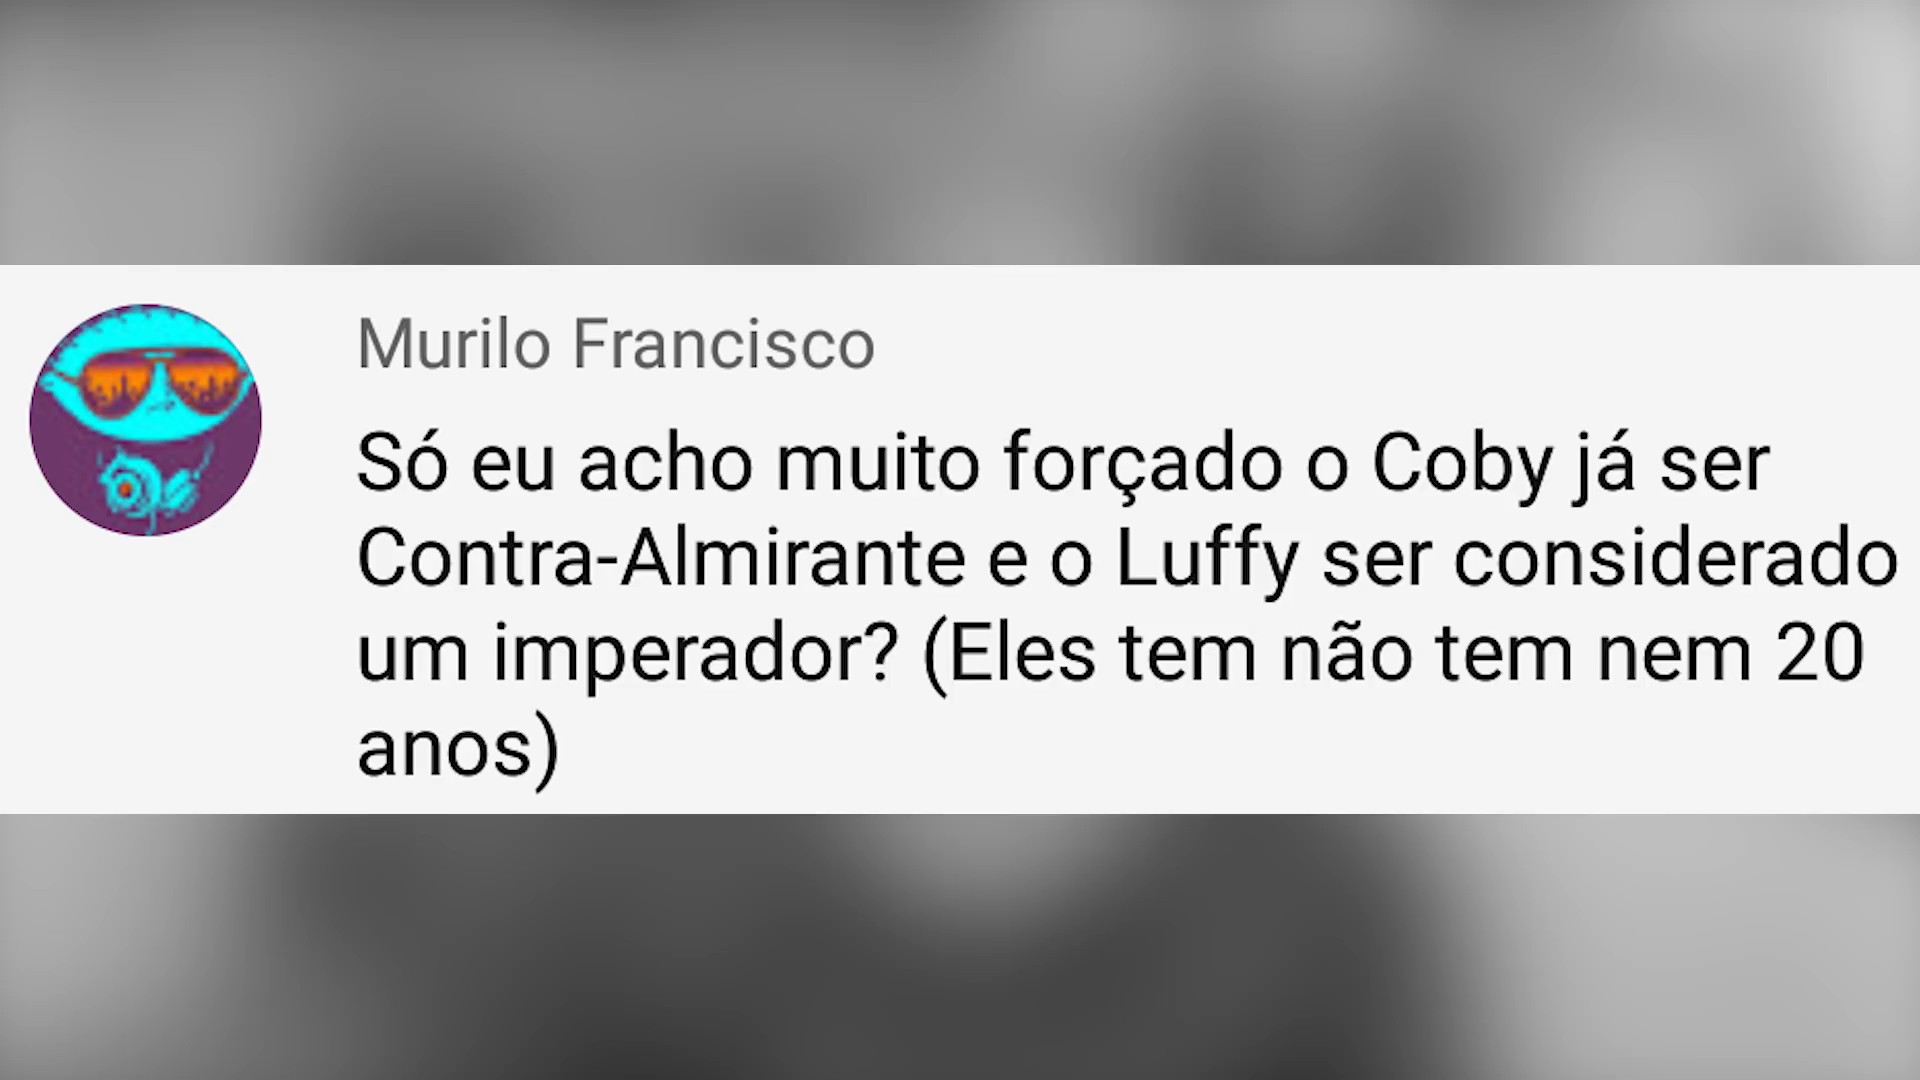 Murilo Francisco
Só eu acho muito forçado o Coby já ser
Contra-Almirante e o Luffy ser considerado
um imperador? (Eles tem não tem nem 20
anos)